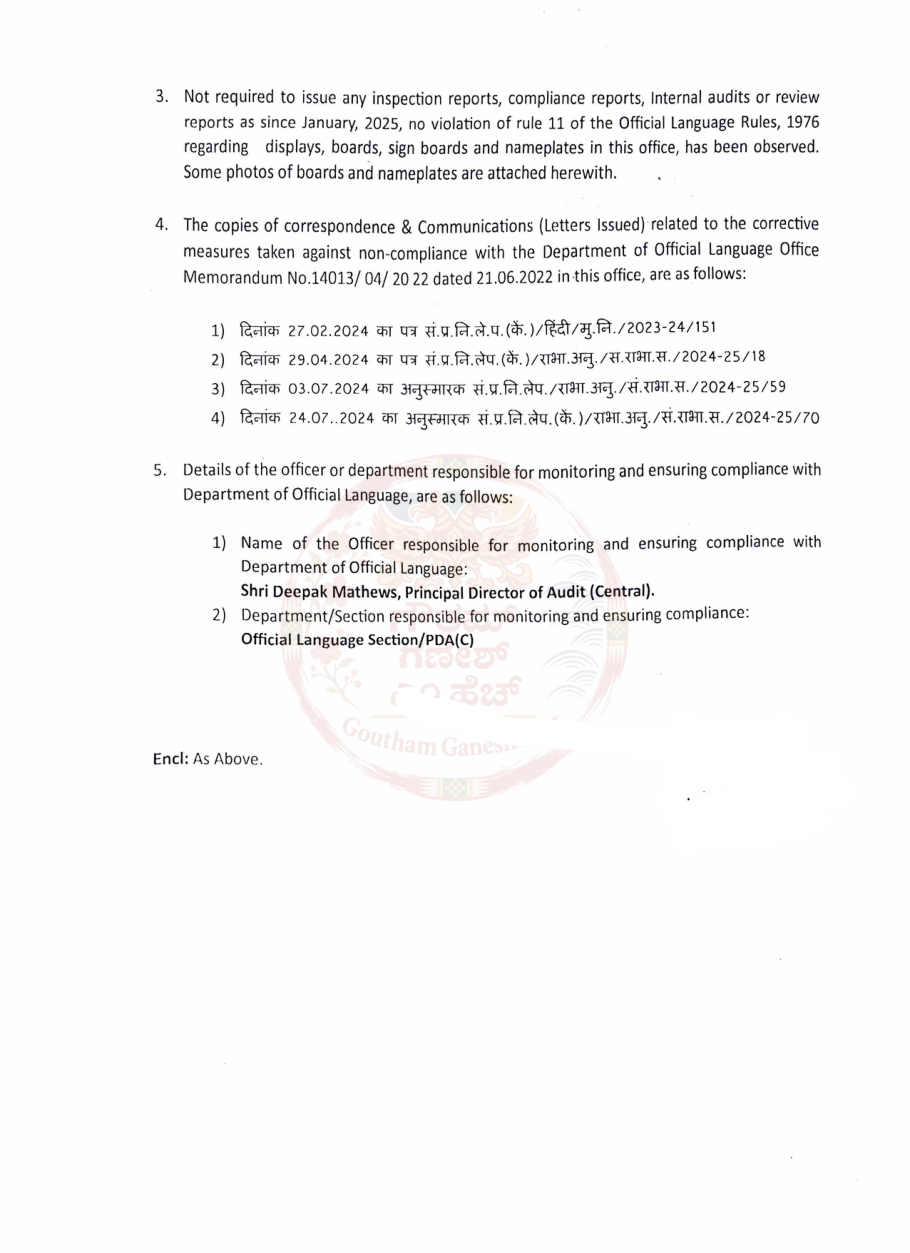 3. Not required to issue any inspection reports, compliance reports, Internal audits or review
reports as since January, 2025, no violation of rule 11 of the Official Language Rules, 1976
regarding displays, boards, sign boards and nameplates in this office, has been observed.
Some photos of boards and nameplates are attached herewith.
4. The copies of correspondence & Communications (Letters Issued) related to the corrective
measures taken against non-compliance with the Department of Official Language Office
Memorandum No.14013/ 04/ 20 22 dated 21.06.2022 in this office, are as follows:
1) दिनांक 27.02.2024 का पत्र सं.प्र.नि.ले.प.(कें.)/हिंदी/मु.नि./2023-24/151
2) दिनांक 29.04.2024 का पत्र सं.प्र.नि.लेप.(कें.)/राभा.अनु./स.राभा.स./2024-25/18
3) दिनांक 03.07.2024 का अनुस्मारक सं.प्र.नि.लेप./राभा.अनु./सं.राभा.स./2024-25/59
4) दिनांक 24.07..2024 का अनुस्मारक सं.प्र.नि.लेप.(कें.)/राभा.अनु./सं.राभा.स./2024-25/70
5. Details of the officer or department responsible for monitoring and ensuring compliance with
Department of Official Language, are as follows:
1) Name of the Officer responsible for monitoring and ensuring compliance with
Department of Official Language:
Shri Deepak Mathews, Principal Director of Audit (Central).
2) Department/Section responsible for monitoring and ensuring compliance:
Official Language Section/PDA(C)
ಗೌತಮ್
ಗಣೇಶ್
ಹೆಚ್
Goutham Ganesh
Encl: As Above.